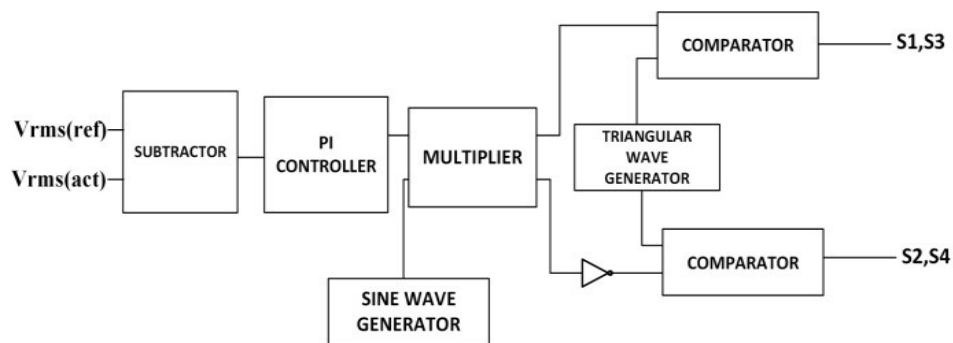 Vrms(ref)
Vrms(act)
SUBTRACTOR
PI
CONTROLLER
MULTIPLIER
SINE WAVE
GENERATOR
COMPARATOR
S1,S3
TRIANGULAR
WAVE
GENERATOR
COMPARATOR
S2,S4